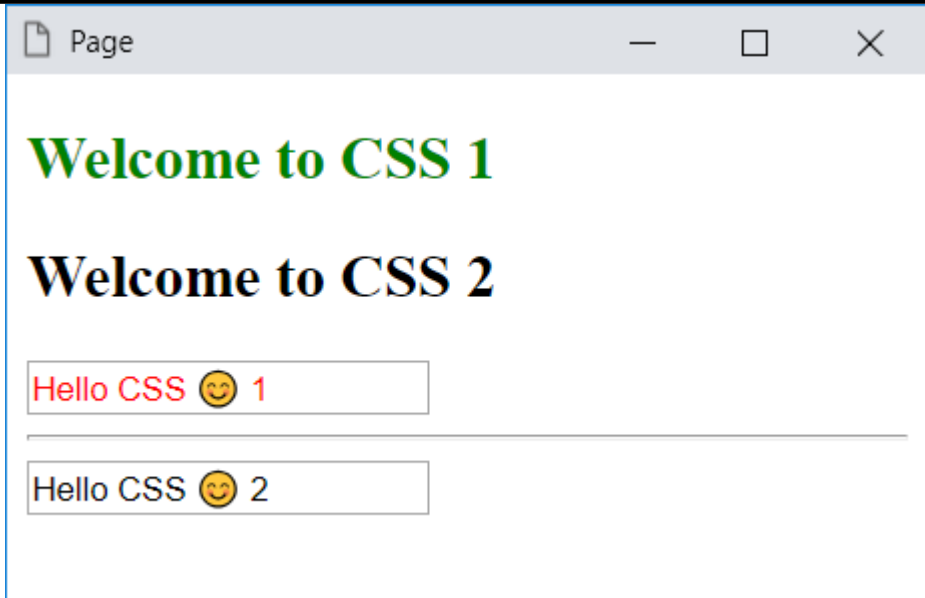 Page
Welcome to CSS 1
Welcome to CSS 2
Hello CSS 😊 1
Hello CSS 😊 2